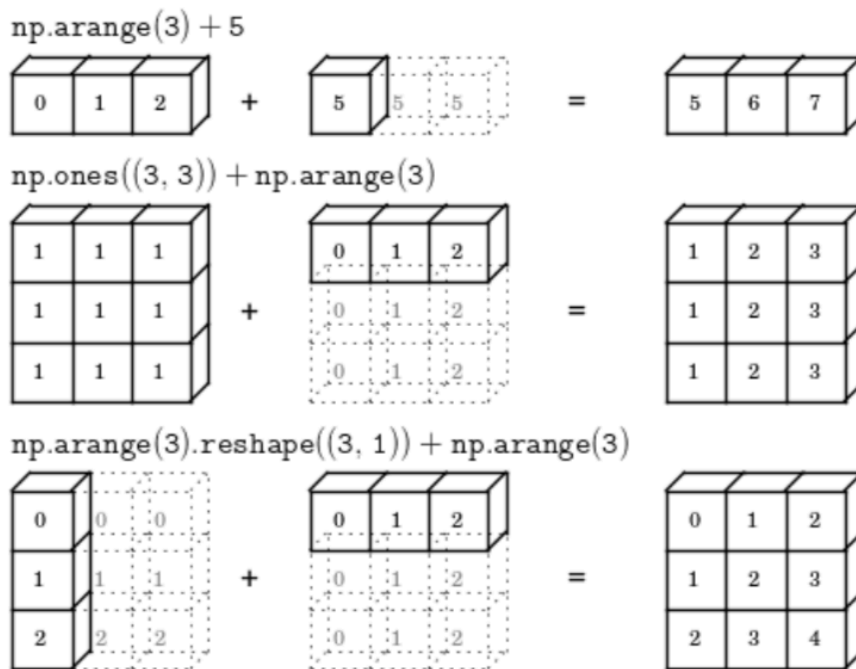 np.arange(3) + 5
0 1 2 + 5 5 5 = 5 6 7
np.ones((3, 3)) + np.arange(3)
1 1 1 0 1 2 1 2 3
1 1 1 + 0 1 2 = 1 2 3
1 1 1 0 1 2 1 2 3
np.arange(3).reshape((3, 1)) + np.arange(3)
0 0 0 0 1 2 0 1 2
1 1 1 + 0 1 2 = 1 2 3
2 2 2 0 1 2 2 3 4